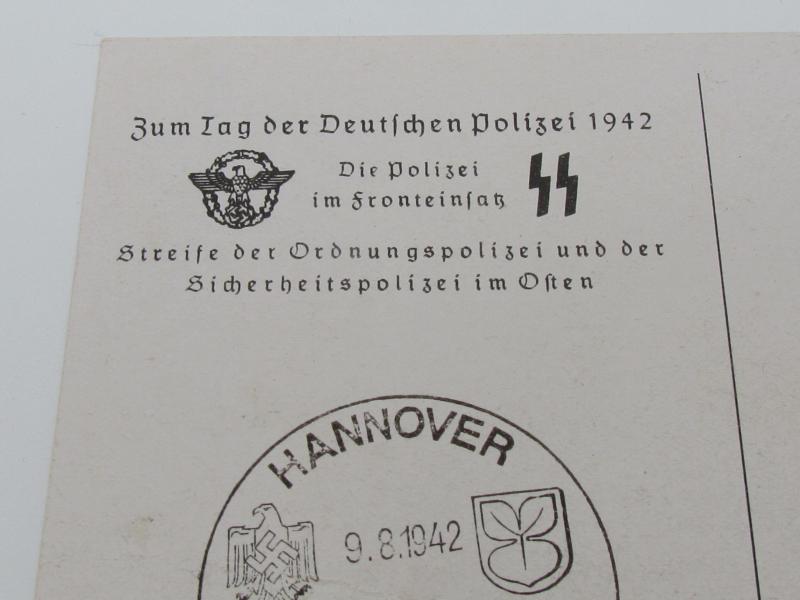 Zum Tag der Deutschen Polizei 1942
Die Polizei
im Fronteinsatz
Streife der Ordnungspolizei und der
Sicherheitspolizei im Osten
HANNOVER
9.8.1942